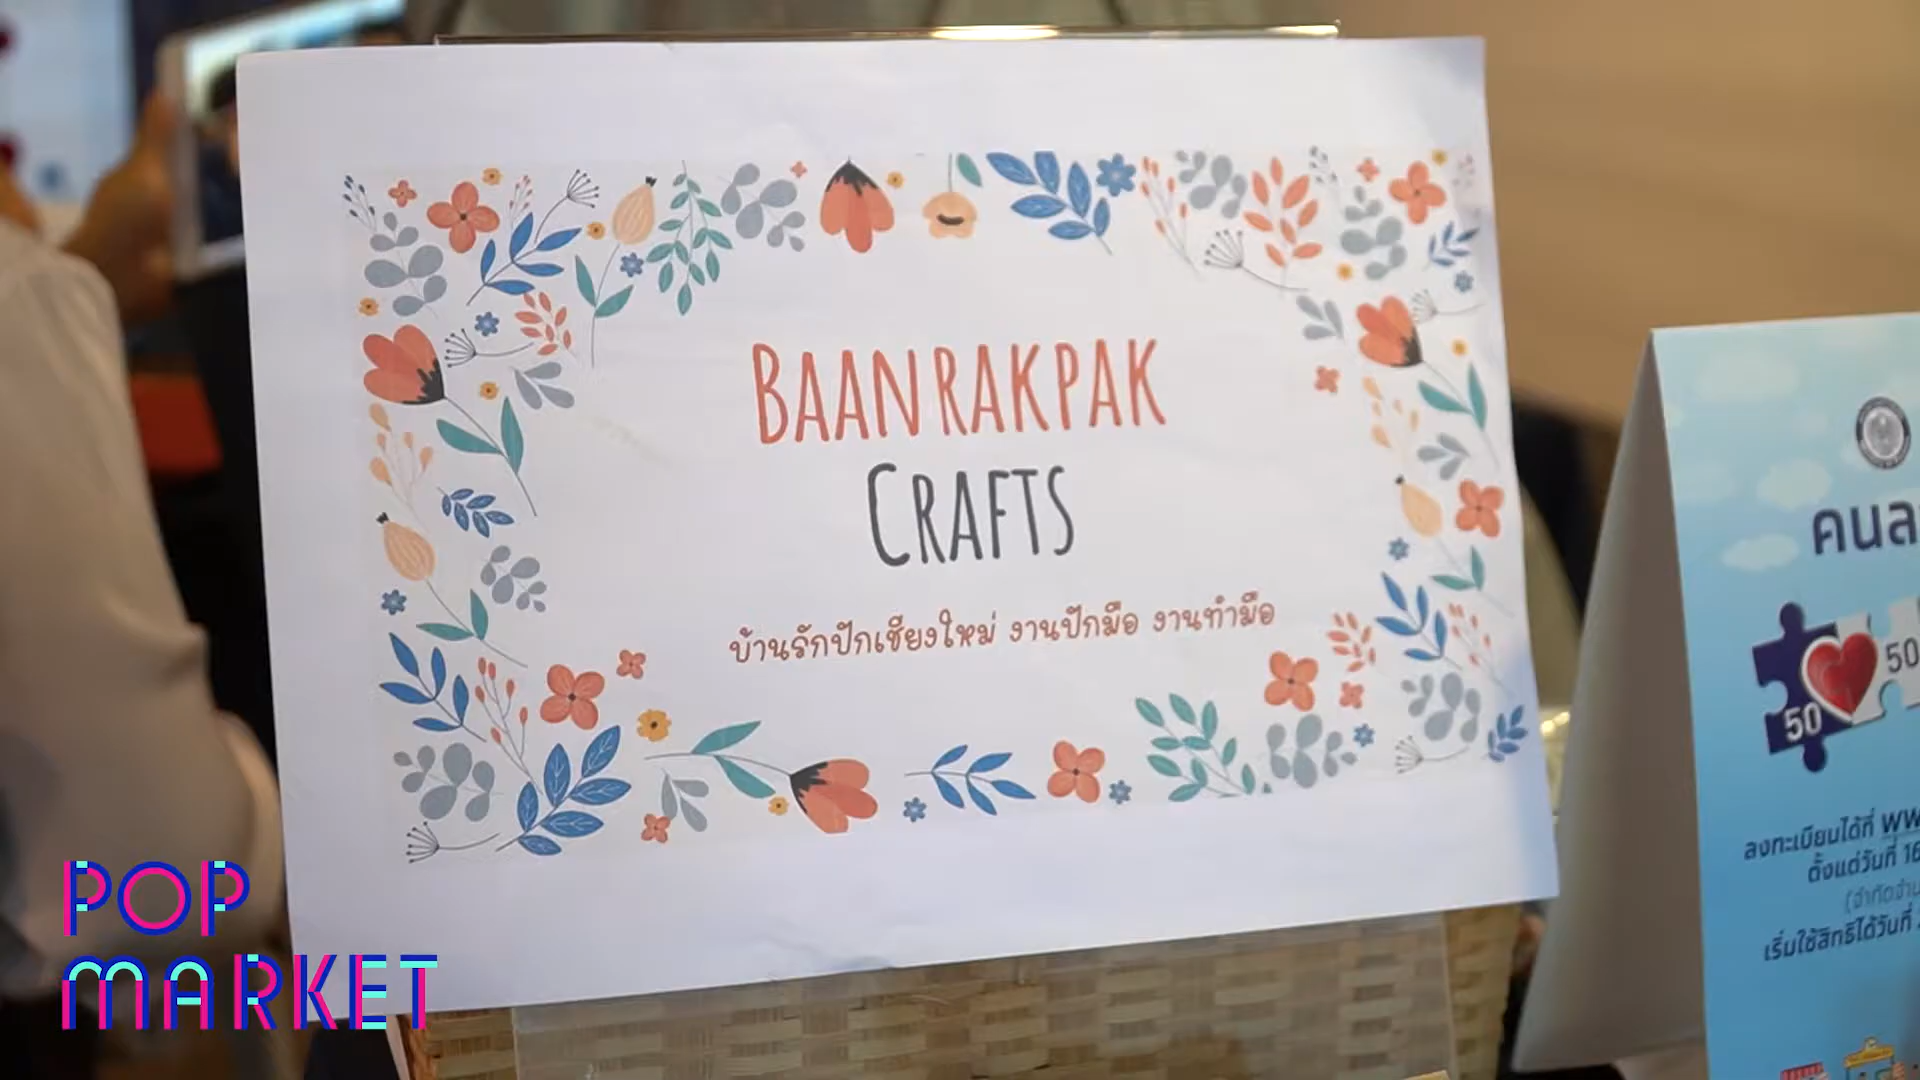 BAANRAKPAK
CRAFTS
บ้านรักปักเชียงใหม่ งานปักมือ งานทำมือ
คนล
50
50
ลงทะเบียนได้ที่ WW
ตั้งแต่วันที่ 16
เริ่มใช้สิทธิได้วันที่
POP
MARKET